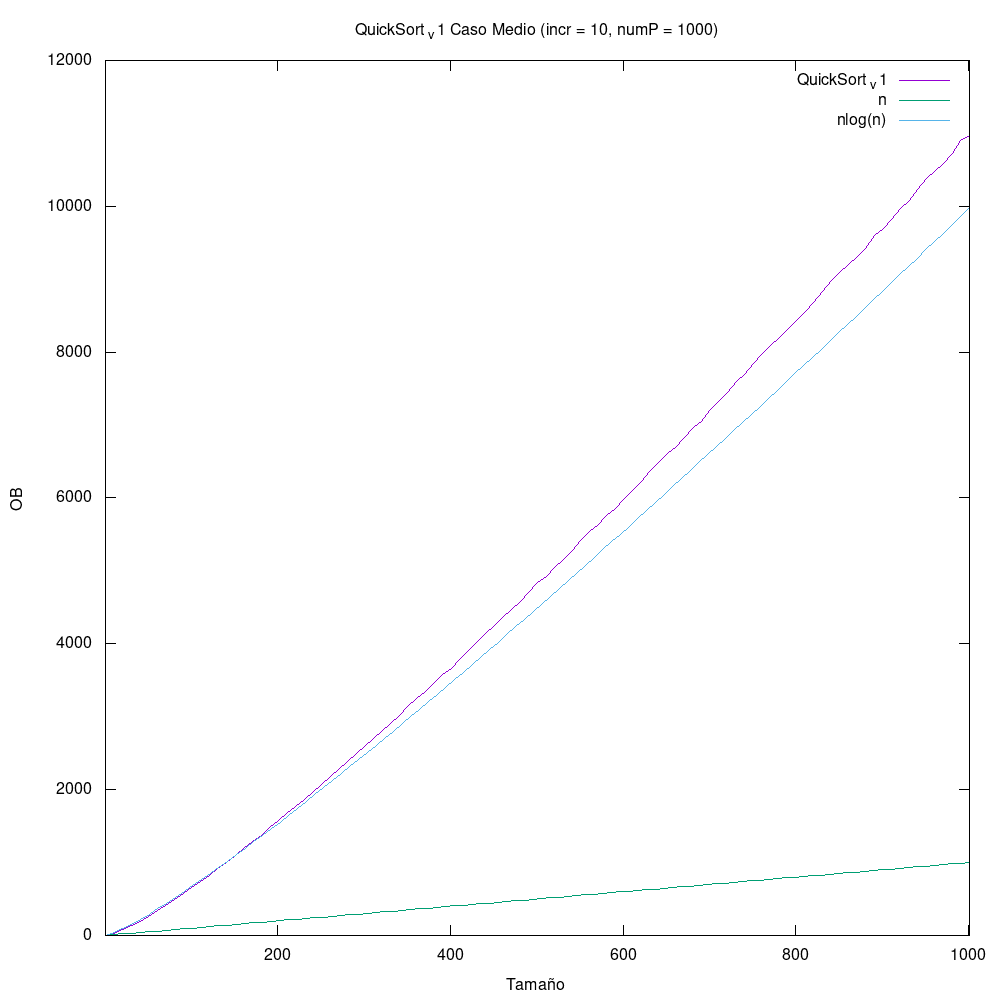 QuickSort v 1 Caso Medio (incr = 10, numP = 1000)
12000
QuickSort v 1
n
nlog(n)
10000
8000
6000
OB
4000
2000
0
200 400 600 800 1000
Tamaño